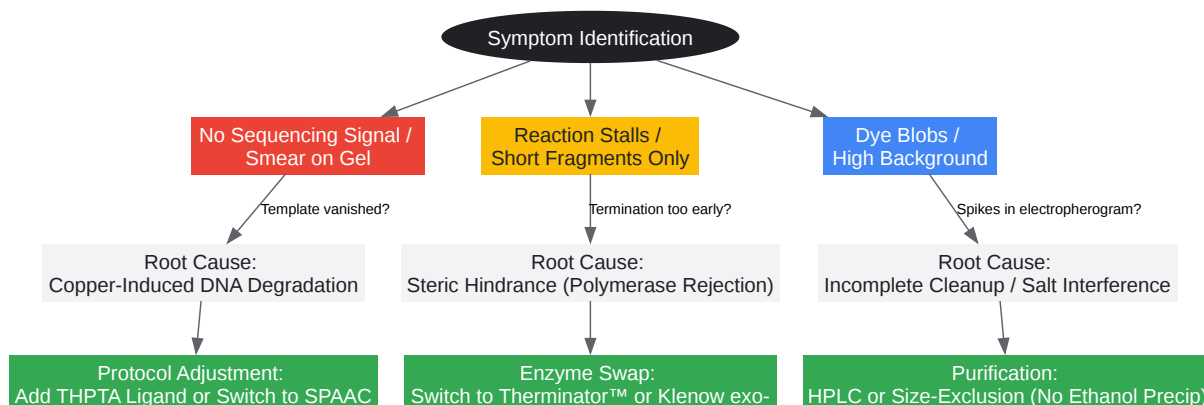 Symptom Identification
No Sequencing Signal /
Smear on Gel
Reaction Stalls /
Short Fragments Only
Dye Blobs /
High Background
Template vanished?
Termination too early?
Spikes in electropherogram?
Root Cause:
Copper-Induced DNA Degradation
Root Cause:
Steric Hindrance (Polymerase Rejection)
Root Cause:
Incomplete Cleanup / Salt Interference
Protocol Adjustment:
Add THPTA Ligand or Switch to SPAAC
Enzyme Swap:
Switch to Therminator™ or Klenow exo-
Purification:
HPLC or Size-Exclusion (No Ethanol Precip)